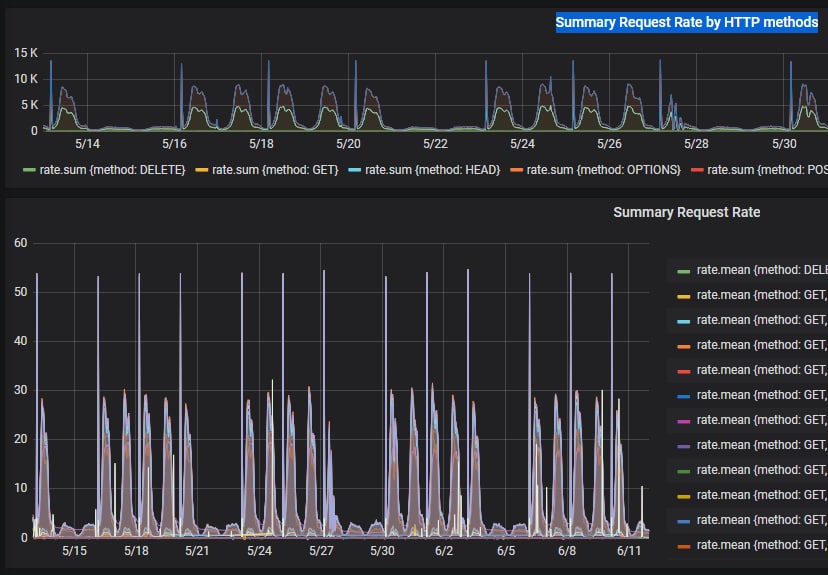 Summary Request Rate by HTTP methods
15 K
10 K
5 K
0
5/14 5/16 5/18 5/20 5/22 5/24 5/26 5/28 5/30
rate.sum {method: DELETE} rate.sum {method: GET} rate.sum {method: HEAD} rate.sum {method: OPTIONS} rate.sum {method: POS
Summary Request Rate
60
50
40
30
20
10
0
5/15 5/18 5/21 5/24 5/27 5/30 6/2 6/5 6/8 6/11
rate.mean {method: DELE
rate.mean {method: GET,
rate.mean {method: GET,
rate.mean {method: GET,
rate.mean {method: GET,
rate.mean {method: GET,
rate.mean {method: GET,
rate.mean {method: GET,
rate.mean {method: GET,
rate.mean {method: GET,
rate.mean {method: GET,
rate.mean {method: GET,